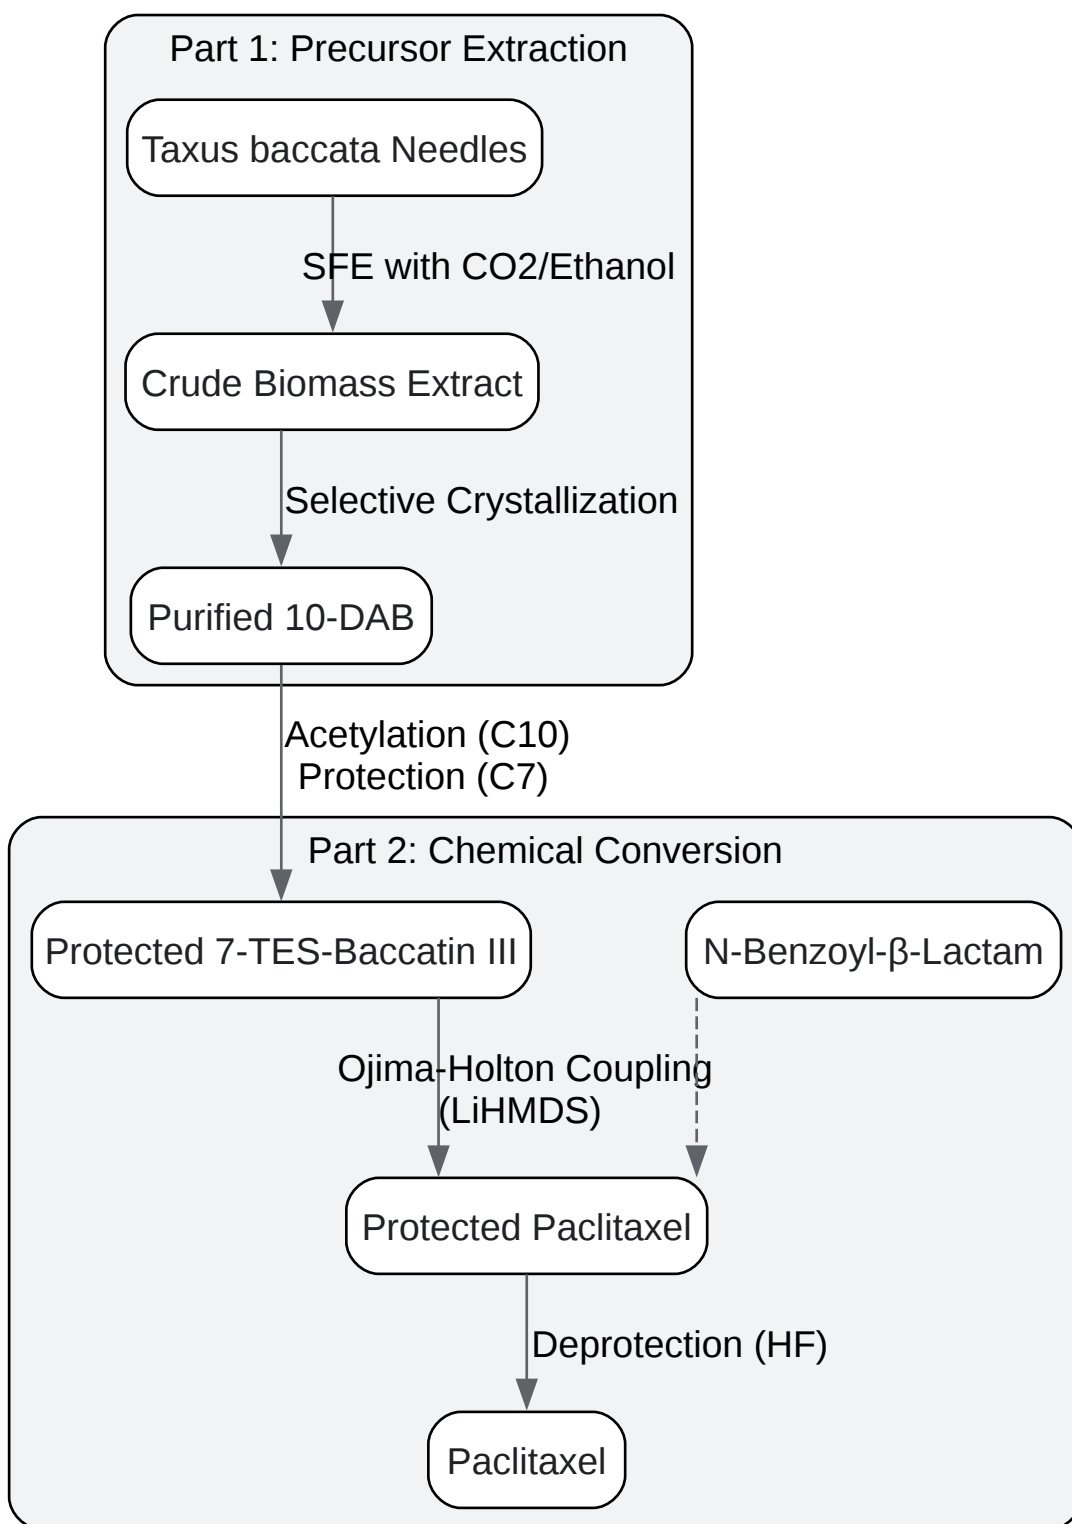 Part 1: Precursor Extraction
Taxus baccata Needles
SFE with CO2/Ethanol
Crude Biomass Extract
Selective Crystallization
Purified 10-DAB
Acetylation (C10)
Protection (C7)
Part 2: Chemical Conversion
Protected 7-TES-Baccatin III
N-Benzoyl-β-Lactam
Ojima-Holton Coupling
(LiHMDS)
Protected Paclitaxel
Deprotection (HF)
Paclitaxel